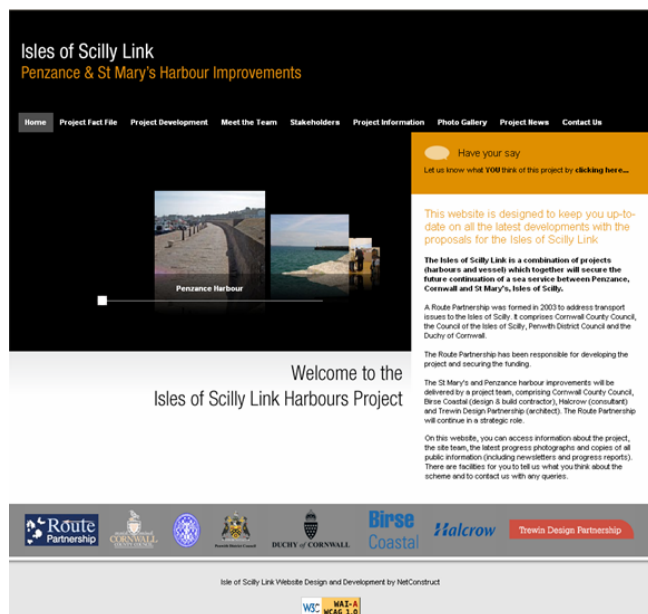 Isles of Scilly Link
Penzance & St Mary's Harbour Improvements
Home Project Fact File Project Development Meet the Team Stakeholders Project Information Photo Gallery Project News Contact Us
Have your say
Let us know what YOU think of this project by clicking here...
Penzance Harbour
This website is designed to keep you up-to-
date on all the latest developments with the
proposals for the Isles of Scilly Link
The Isles of Scilly Link is a combination of projects
(harbours and vessel) which together will secure the
future continuation of a sea service between Penzance,
Cornwall and St Mary's, Isles of Scilly.
A Route Partnership was formed in 2003 to address transport
issues to the Isles of Scilly. It comprises Cornwall County Council,
the Council of the Isles of Scilly, Penwith District Council and the
Duchy of Cornwall.
The Route Partnership has been responsible for developing the
project and securing the funding.
The St Mary's and Penzance harbour improvements will be
delivered by a project team, comprising Cornwall County Council,
Birse Coastal (design & build contractor), Halcrow (consultant)
and Trewin Design Partnership (architect). The Route Partnership
will continue in a strategic role.
On this website, you can access information about the project,
the site team, the latest progress photographs and copies of all
public information (including newsletters and progress reports).
There are facilities for you to tell us what you think about the
scheme and to contact us with any queries.
Welcome to the
Isles of Scilly Link Harbours Project
Route
Partnership
CORNWALL
COUNTY COUNCIL
Penwith District Council
DUCHY of CORNWALL
Birse
Coastal
Halcrow
Trewin Design Partnership
Isle of Scilly Link Website Design and Development by NetConstruct
W3C WAI-A
WCAG 1.0